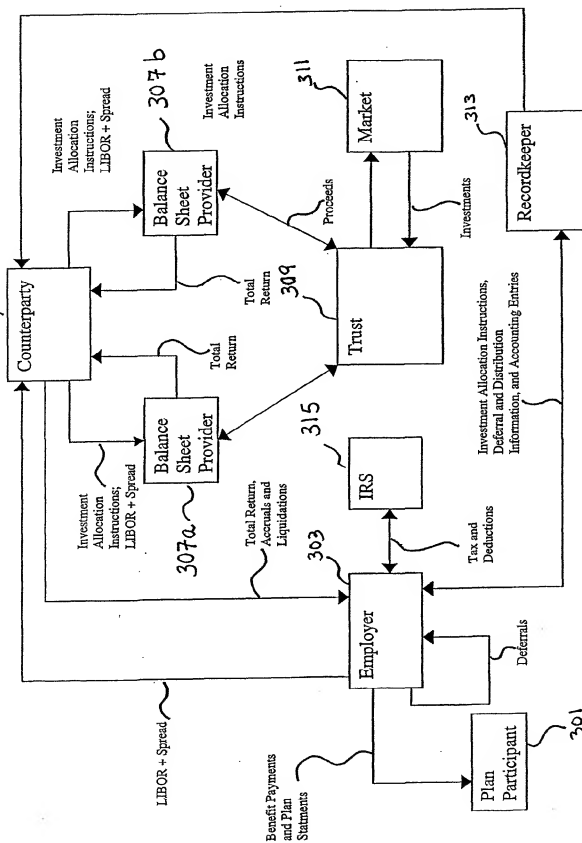 Investment
Allocation
Instructions;
LIBOR + Spread
307b
Investment
Allocation
Instructions
311
Counterparty
Balance
Sheet
Provider
Market
313
Total
Return
Proceeds
Investments
Recordkeeper
309
Total
Return
Trust
Investment
Allocation
Instructions;
LIBOR + Spread
Balance
Sheet
Provider
307a
315
Investment Allocation Instructions,
Deferral and Distribution
Information, and Accounting Entries
Total Return,
Accruals and
Liquidations
303
IRS
Tax and
Deductions
Employer
Deferrals
LIBOR + Spread
Benefit Payments
and Plan
Statments
Plan
Participant
301